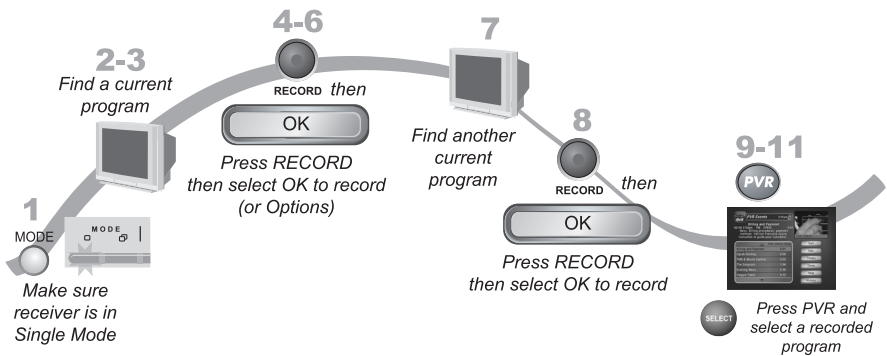 1
MODE
MODE
Make sure
receiver is in
Single Mode
2-3
Find a current
program
4-6
RECORD then
OK
Press RECORD
then select OK to record
(or Options)
7
Find another
current
program
8
RECORD then
OK
Press RECORD
then select OK to record
9-11
PVR
PVR Events
SELECT
Press PVR and
select a recorded
program